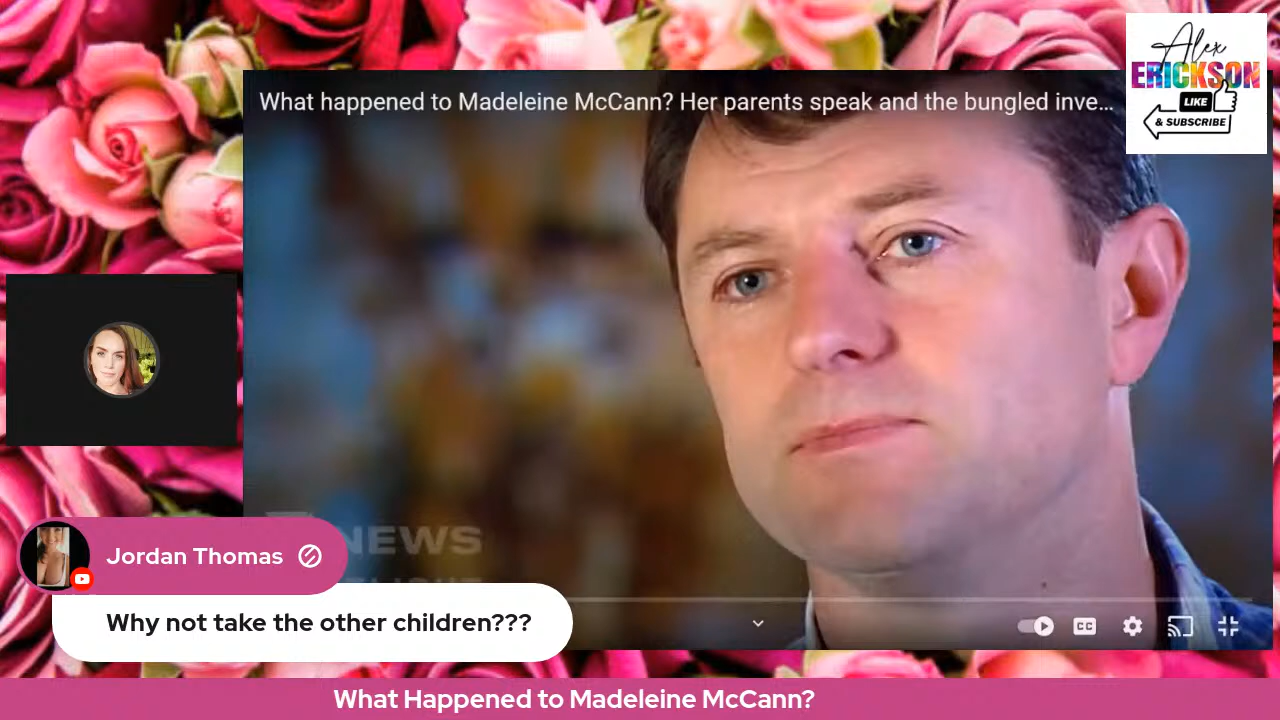 Alex
ERICKSON
LIKE
& SUBSCRIBE
What happened to Madeleine McCann? Her parents speak and the bungled inve...
NEWS
Jordan Thomas
Why not take the other children???
CC
What Happened to Madeleine McCann?